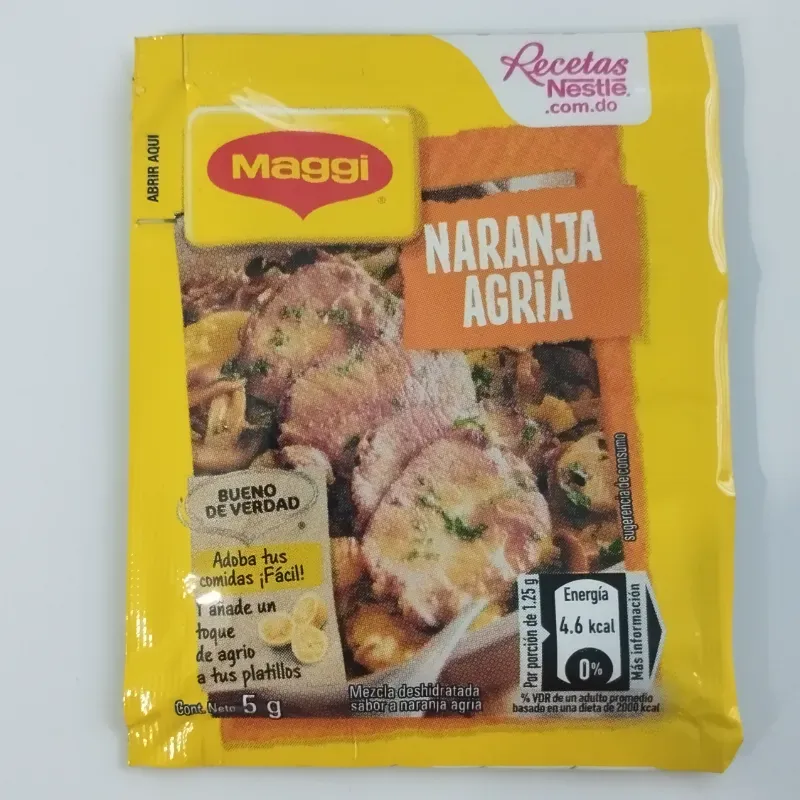 Recetas
Nestlé®
.com.do
ABRIR AQUI
Maggi
®
NARANJA
AGRiA
sugerencia de consumo
BUENO
DE VERDAD
®
Adoba tus
comidas ¡Fácil!
Y añade un
toque
de agrio
a tus platillos
Cont. Neto 5 g
Mezcla deshidratada
sabor a naranja agria
Por porción de 1.25 g
Energía
4.6 kcal
0%
Más información
% VDR de un adulto promedio
basado en una dieta de 2000 kcal